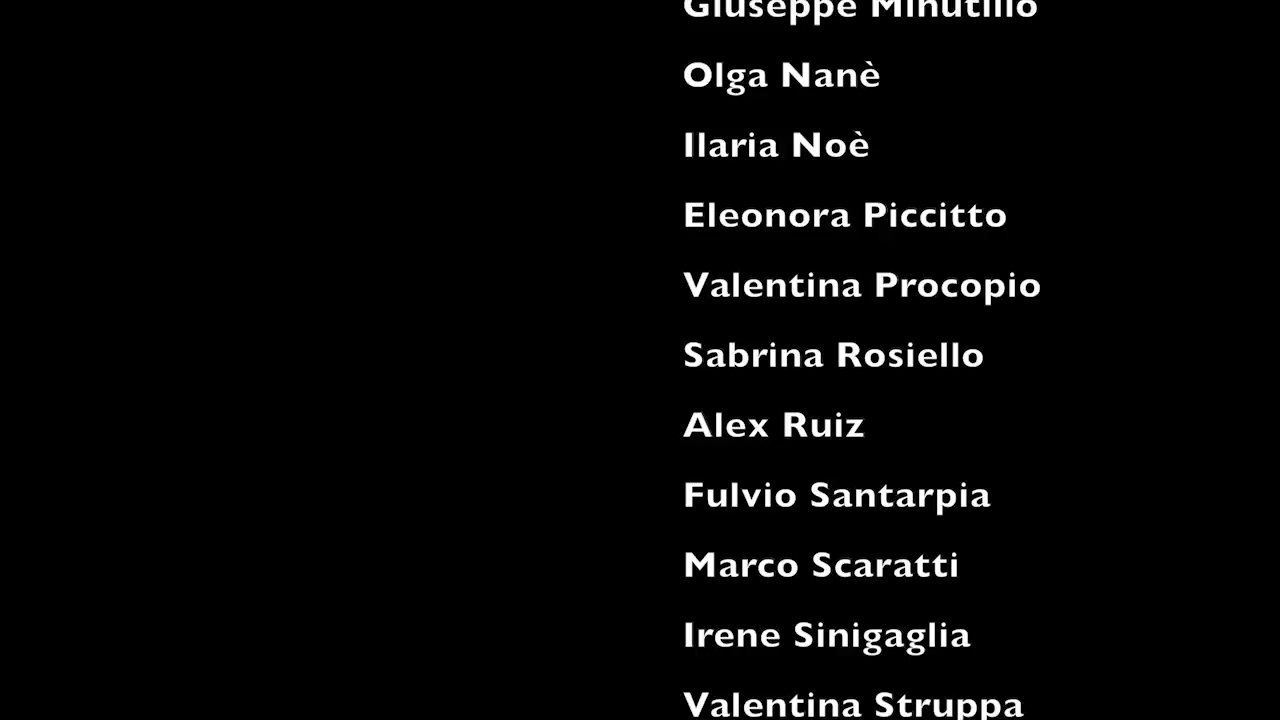 Giuseppe Minutillo
Olga Nanè
Ilaria Noè
Eleonora Piccitto
Valentina Procopio
Sabrina Rosiello
Alex Ruiz
Fulvio Santarpia
Marco Scaratti
Irene Sinigaglia
Valentina Struppa